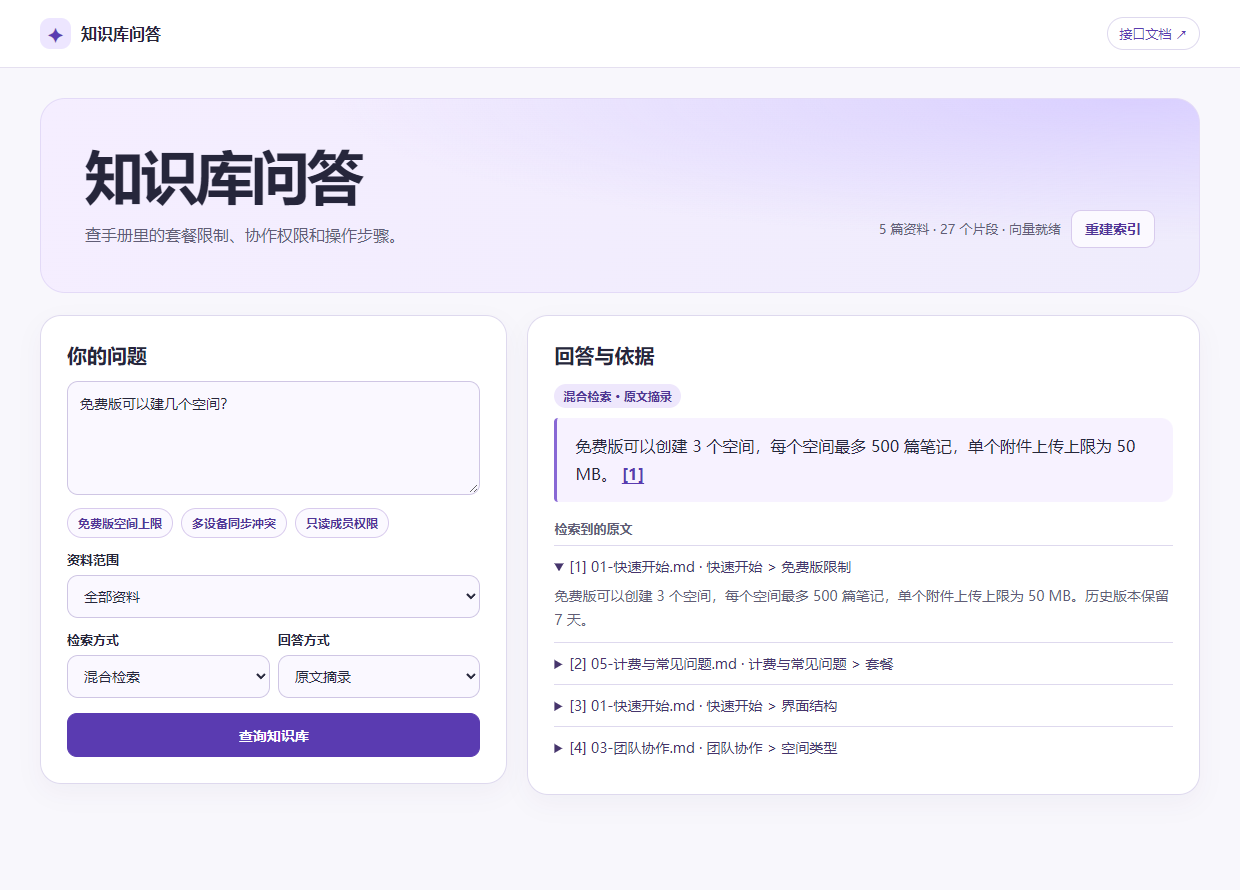 知识库问答
接口文档 ↗
知识库问答
查手册里的套餐限制、协作权限和操作步骤。
5 篇资料 · 27 个片段 · 向量就绪
重建索引
你的问题
免费版可以建几个空间?
免费版空间上限
多设备同步冲突
只读成员权限
资料范围
全部资料
检索方式
回答方式
混合检索
原文摘录
查询知识库
回答与依据
混合检索 · 原文摘录
免费版可以创建 3 个空间，每个空间最多 500 篇笔记，单个附件上传上限为 50
MB。 [1]
检索到的原文
▼ [1] 01-快速开始.md · 快速开始 > 免费版限制
免费版可以创建 3 个空间，每个空间最多 500 篇笔记，单个附件上传上限为 50 MB。历史版本保留
7 天。
▶ [2] 05-计费与常见问题.md · 计费与常见问题 > 套餐
▶ [3] 01-快速开始.md · 快速开始 > 界面结构
▶ [4] 03-团队协作.md · 团队协作 > 空间类型